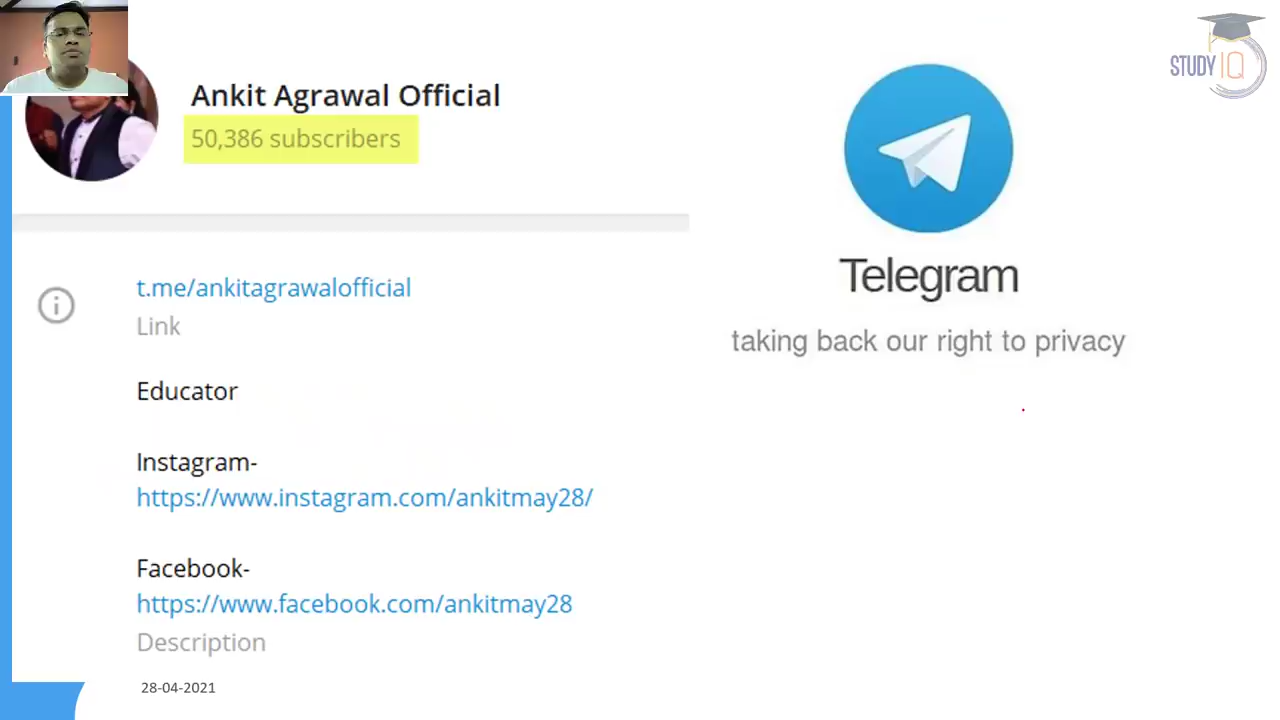 STUDY IQ
Ankit Agrawal Official
50,386 subscribers
t.me/ankitagrawalofficial
Link
Educator
Instagram-
https://www.instagram.com/ankitmay28/
Facebook-
https://www.facebook.com/ankitmay28
Description
28-04-2021
Telegram
taking back our right to privacy